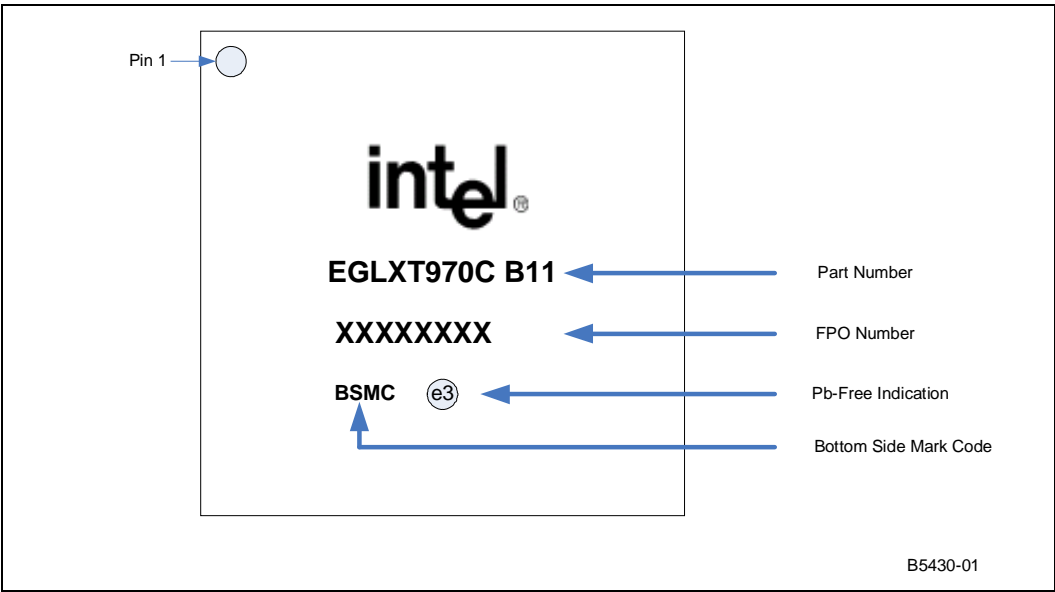 Pin 1
intel®
EGLXT970C B11
Part Number
XXXXXXXX
FPO Number
BSMC e3
Pb-Free Indication
Bottom Side Mark Code
B5430-01